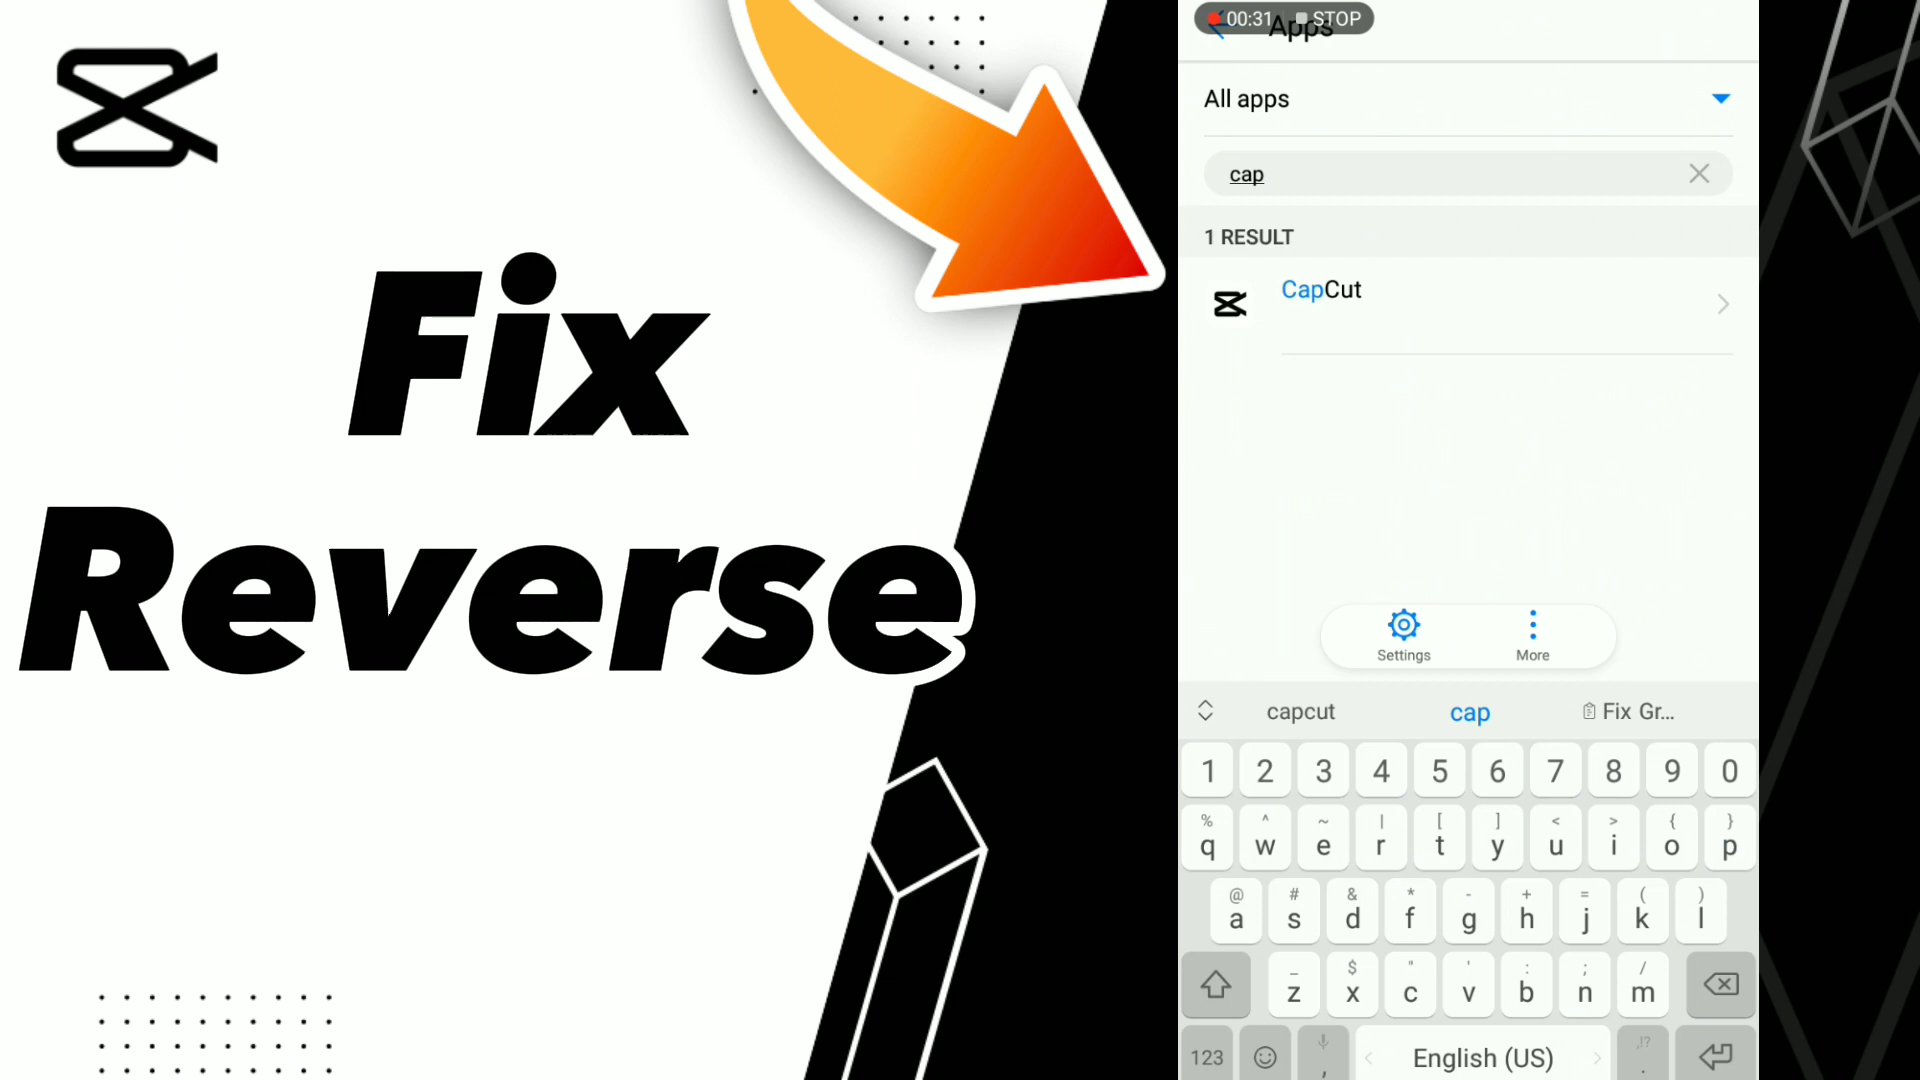 Fix
Reverse
00:31 STOP
Apps
All apps
cap
1 RESULT
CapCut
Settings
More
capcut
cap
Fix Gr...
1 2 3 4 5 6 7 8 9 0
% ^ ~ | [ ] < > { }
q w e r t y u i o p
@ # & * - + = ( )
a s d f g h j k l
_ $ " ' : ; /
z x c v b n m
,!?
123 , English (US) .